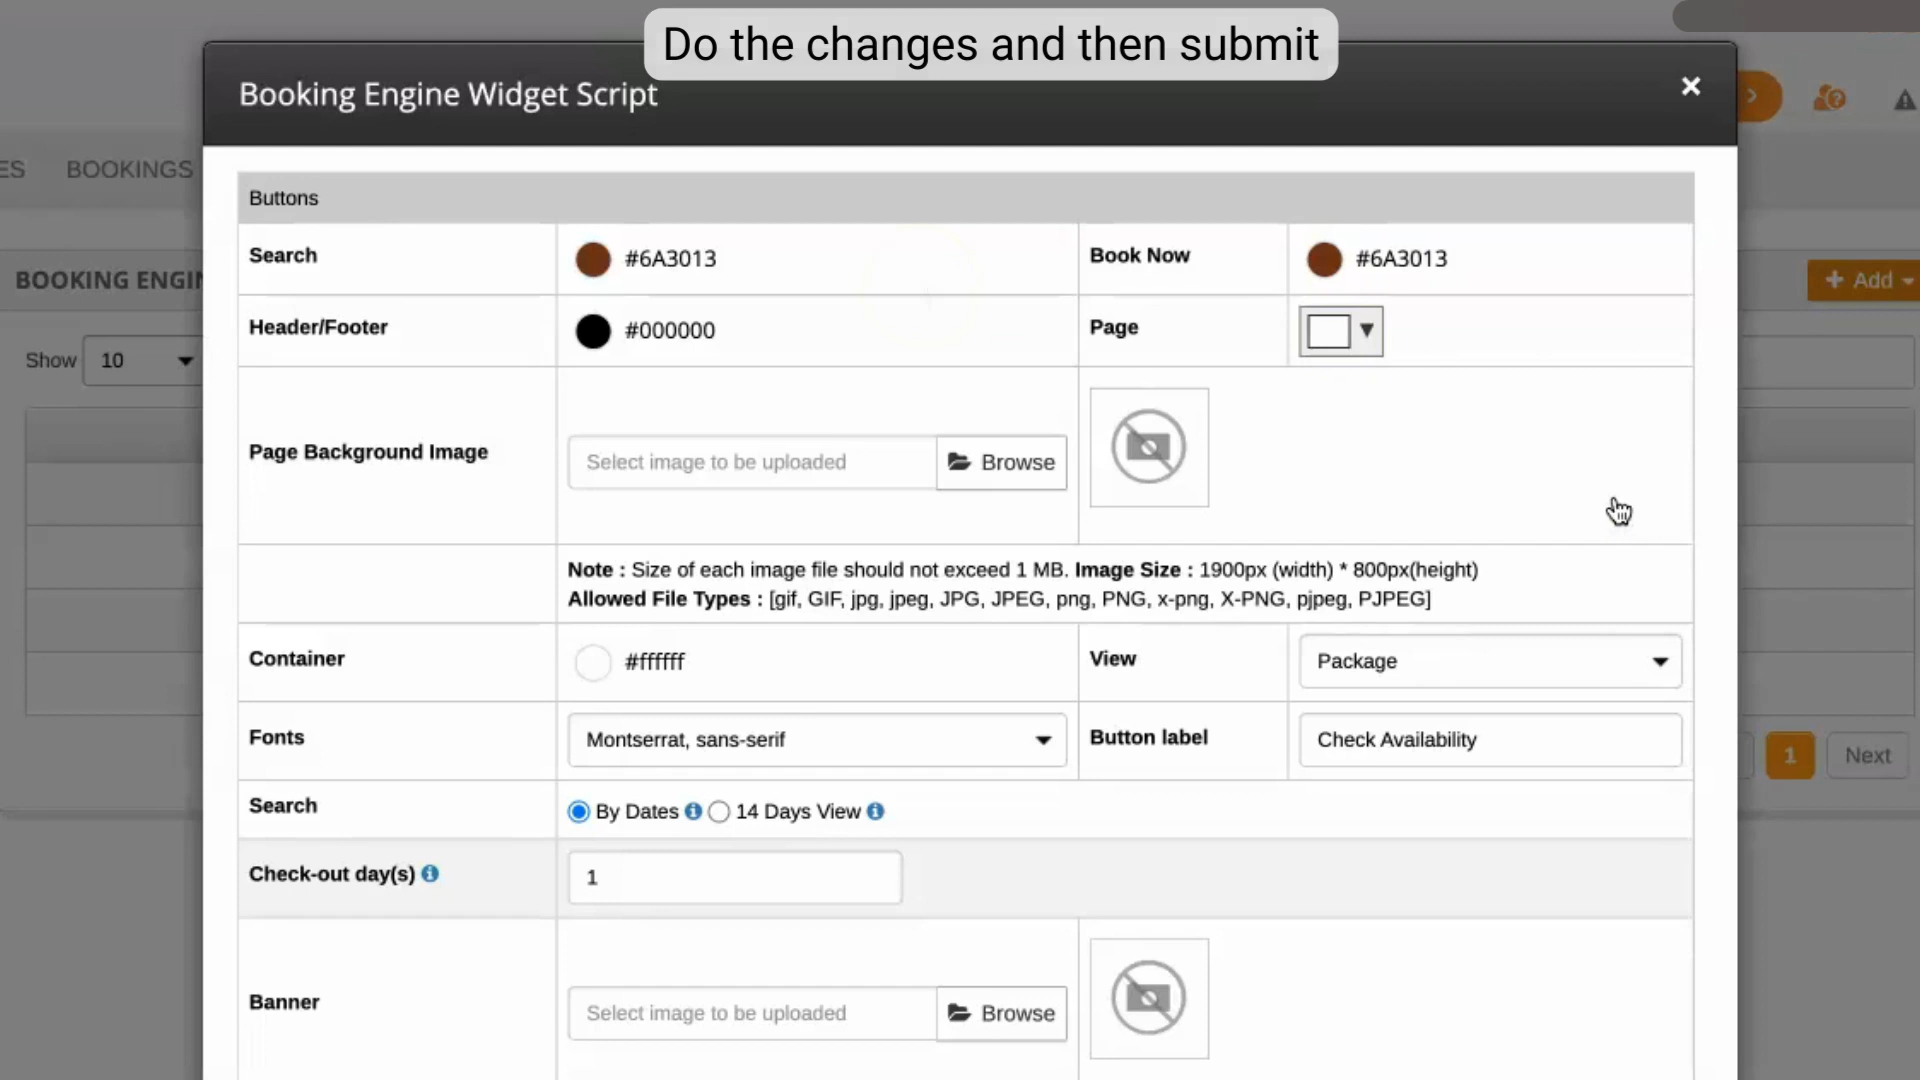 Do the changes and then submit
Booking Engine Widget Script
×
ES BOOKINGS
BOOKING ENGIN
+ Add
Show 10
1 Next
Buttons
Search #6A3013 Book Now #6A3013
Header/Footer #000000 Page
Page Background Image Select image to be uploaded Browse
Note : Size of each image file should not exceed 1 MB. Image Size : 1900px (width) * 800px(height)
Allowed File Types : [gif, GIF, jpg, jpeg, JPG, JPEG, png, PNG, x-png, X-PNG, pjpeg, PJPEG]
Container #ffffff View Package
Fonts Montserrat, sans-serif Button label Check Availability
Search By Dates 14 Days View
Check-out day(s) 1
Banner Select image to be uploaded Browse